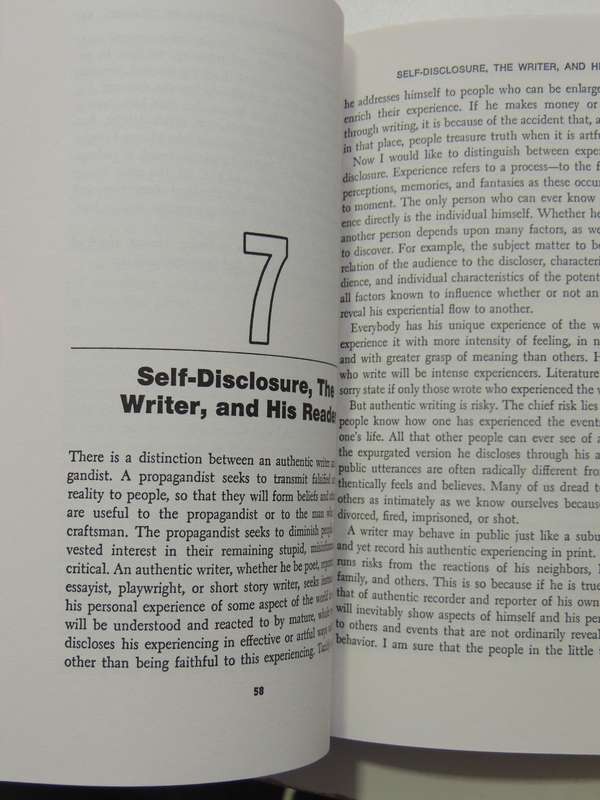 7
Self-Disclosure, The
Writer, and His Reader
There is a distinction between an authentic writer
gandist. A propagandist seeks to transmit falsified
reality to people, so that they will form beliefs and
are useful to the propagandist or to the man who
craftsman. The propagandist seeks to diminish people
vested interest in their remaining stupid,
critical. An authentic writer, whether he be poet,
essayist, playwright, or short story writer, seeks
his personal experience of some aspect of the world
will be understood and reacted to by mature,
discloses his experiencing in effective or artful ways
other than being faithful to this experiencing.
58
SELF-DISCLOSURE, THE WRITER, AND HI
he addresses himself to people who can be enlarge
enrich their experience. If he makes money or
through writing, it is because of the accident that, a
in that place, people treasure truth when it is artf
Now I would like to distinguish between expe
disclosure. Experience refers to a process—to the f
perceptions, memories, and fantasies as these occu
to moment. The only person who can ever know
ence directly is the individual himself. Whether he
another person depends upon many factors, as we
to discover. For example, the subject matter to be
relation of the audience to the discloser, characteri
dience, and individual characteristics of the potent
all factors known to influence whether or not an
reveal his experiential flow to another.
Everybody has his unique experience of the w
experience it with more intensity of feeling, in n
and with greater grasp of meaning than others. H
who write will be intense experiencers. Literature
sorry state if only those wrote who experienced the w
But authentic writing is risky. The chief risk lies
people know how one has experienced the events
one's life. All that other people can ever see of a
the expurgated version he discloses through his a
public utterances are often radically different fro
thentically feels and believes. Many of us dread t
others as intimately as we know ourselves because
divorced, fired, imprisoned, or shot.
A writer may behave in public just like a subu
and yet record his authentic experiencing in print.
runs risks from the reactions of his neighbors,
family, and others. This is so because if he is true
that of authentic recorder and reporter of his own
will inevitably show aspects of himself and his per
to others and events that are not ordinarily reveal
behavior. I am sure that the people in the little